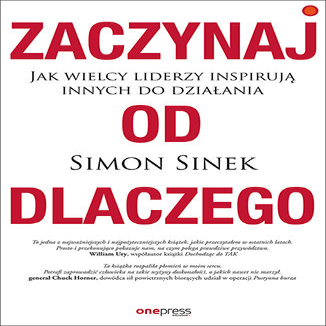 ZACZYNAJ
JAK WIELCY LIDERZY INSPIRUJĄ
INNYCH DO DZIAŁANIA
OD
SIMON SINEK
DLACZEGO
To jedna z najważniejszych i najpożyteczniejszych książek, jakie przeczytałem w ostatnich latach.
Proste i przekonujące pokazuje nam, na czym polega prawdziwe przywództwo.
William Ury, współautor książki Dochodząc do TAK
Ta książka rozpaliła płomień w moim sercu.
Potrafi zaprowadzić człowieka na takie wyżyny doskonałości, o jakich nawet nie marzył.
generał Chuck Horner, dowódca sił powietrznych biorących udział w operacji Pustynna burza
onepress